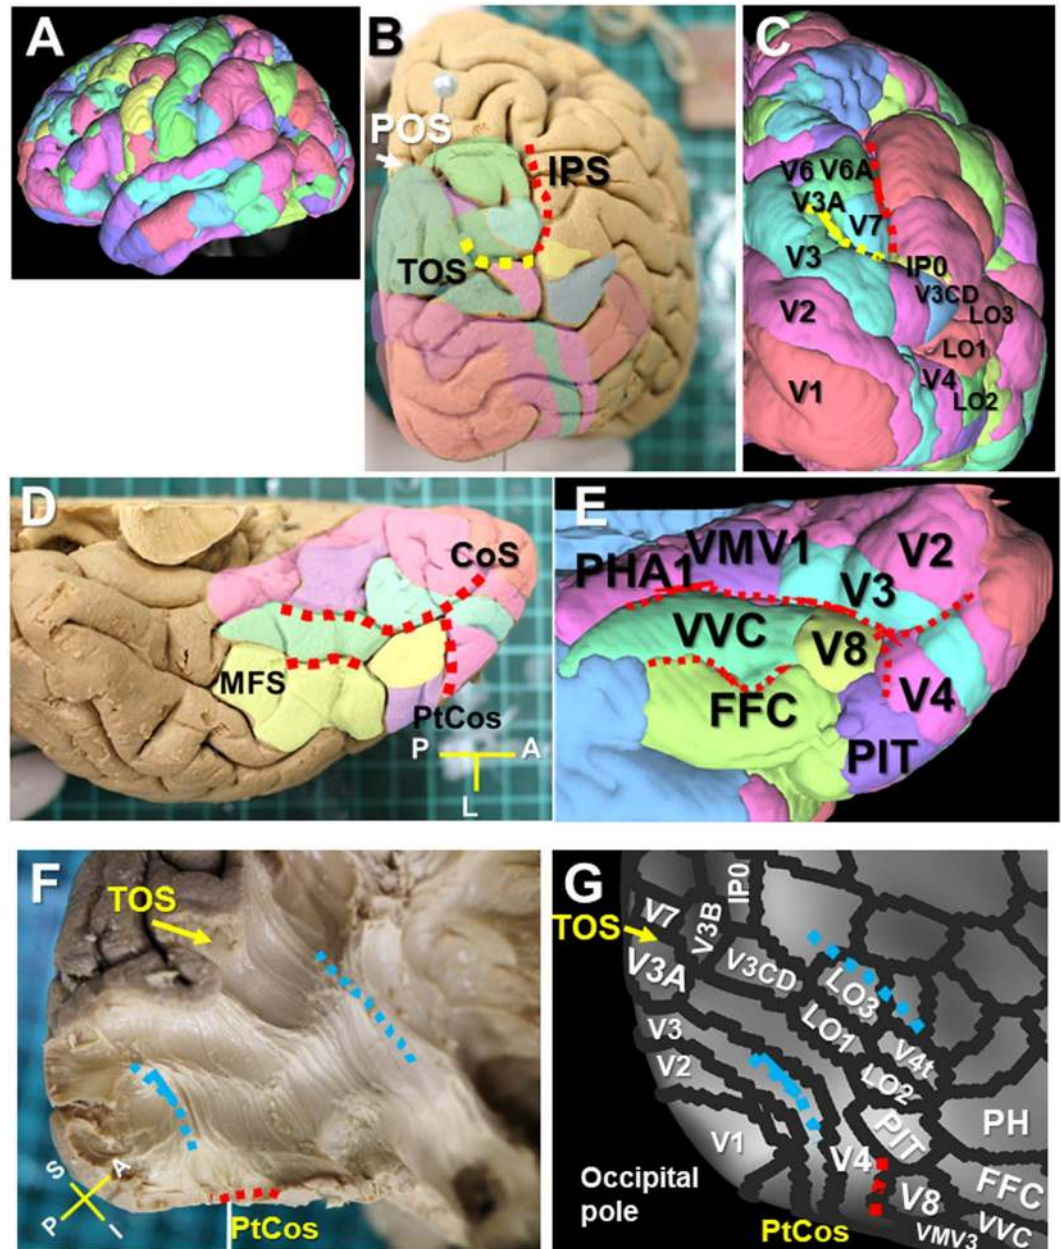 A
B
POS
IPS
TOS
C
V6 V6A
V3A
V7
V3
IP0
V3CD
V2
LO3
LO1
V1
V4
LO2
D
CoS
MFS
PtCos
P A
L
E
VMV1
V2
PHA1
V3
VVC
V8
V4
FFC
PIT
F
TOS
S
A
P
I
PtCos
G
IP0
V7
V3B
TOS
V3A
V3CD
LO3
V3
LO1
V4t
V2
LO2
V1
PIT
PH
V4
Occipital
pole
FFC
V8
VVC
PtCos
VMV3